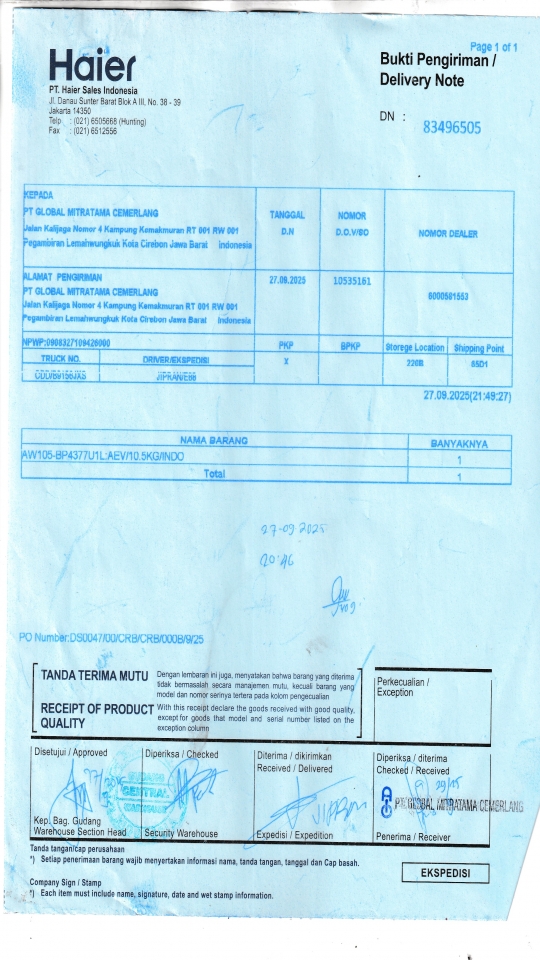 Page 1 of 1
Haier
Bukti Pengiriman /
Delivery Note
PT. Haier Sales Indonesia
Jl. Danau Sunter Barat Blok A III, No. 38 - 39
Jakarta 14350
Telp : (021) 6505668 (Hunting)
Fax : (021) 6512556
DN : 83496505
KEPADA
PT GLOBAL MITRATAMA CEMERLANG
Jalan Kalijaga Nomor 4 Kampung Kemakmuran RT 001 RW 001
Pegambiran Lemahwungkuk Kota Cirebon Jawa Barat indonesia
TANGGAL
D.N
NOMOR
D.O.V/BD
NOMOR DEALER
ALAMAT PENGIRIMAN
PT GLOBAL MITRATAMA CEMERLANG
Jalan Kalijaga Nomor 4 Kampung Kemakmuran RT 001 RW 001
Pegambiran Lemahwungkuk Kota Cirebon Jawa Barat indonesia
27.09.2025
10535161
6000581553
NPWP:0908327109426000
PKP
BPKP
Storege Location
Shipping Point
TRUCK NO.
DRIVER/EKSPEDISI
X
220B
85D1
CDD/B9156JXS
JIPRAN/E88
27.09.2025(21:49:27)
NAMA BARANG
BANYAKNYA
AW105-BP4377U1L:AEV/10.5KG/INDO
1
Total
1
27-09 2025
20:46
PO Number:DS0047/00/CRB/CRB/000B/9/25
TANDA TERIMA MUTU
Dengan lembaran ini juga, menyatakan bahwa barang yang diterima
tidak bermasalah secara manajemen mutu, kecuali barang yang
model dan nomor serinya tertera pada kolom pengecualian
RECEIPT OF PRODUCT
QUALITY
With this receipt declare the goods received with good quality,
except for goods that model and serial number listed on the
exception column
Perkecualian /
Exception
Disetujui / Approved
Diperiksa / Checked
Diterima / dikirimkan
Received / Delivered
Diperiksa / diterima
Checked / Received
CENTRAL
JIPRAN
PT. GLOBAL MITRATAMA CEMERLANG
Kep. Bag. Gudang
Warehouse Section Head
Security Warehouse
Expedisi / Expedition
Penerima / Receiver
Tanda tangan/cap perusahaan
*) Setiap penerimaan barang wajib menyertakan informasi nama, tanda tangan, tanggal dan Cap basah.
EKSPEDISI
Company Sign / Stamp
*) Each item must include name, signature, date and wet stamp information.